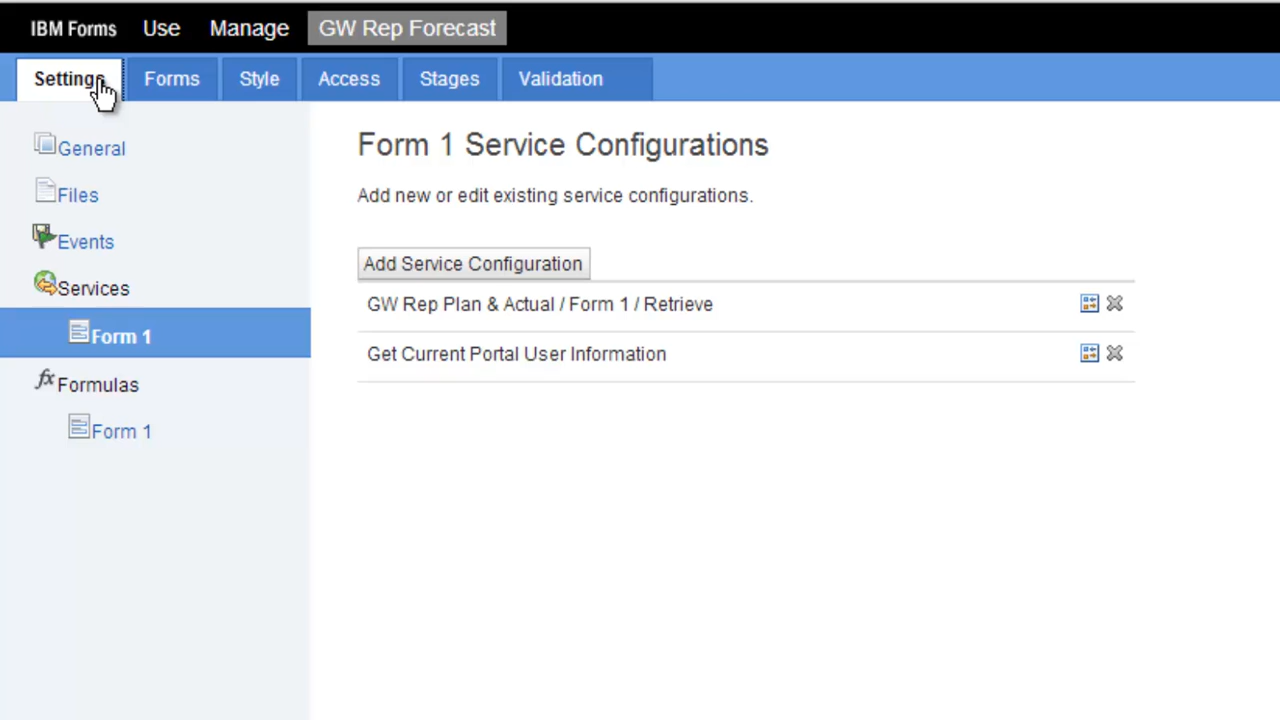 IBM Forms Use Manage GW Rep Forecast
Settings Forms Style Access Stages Validation
General
Files
Events
Services
Form 1
fx Formulas
Form 1
Form 1 Service Configurations
Add new or edit existing service configurations.
Add Service Configuration
GW Rep Plan & Actual / Form 1 / Retrieve
Get Current Portal User Information